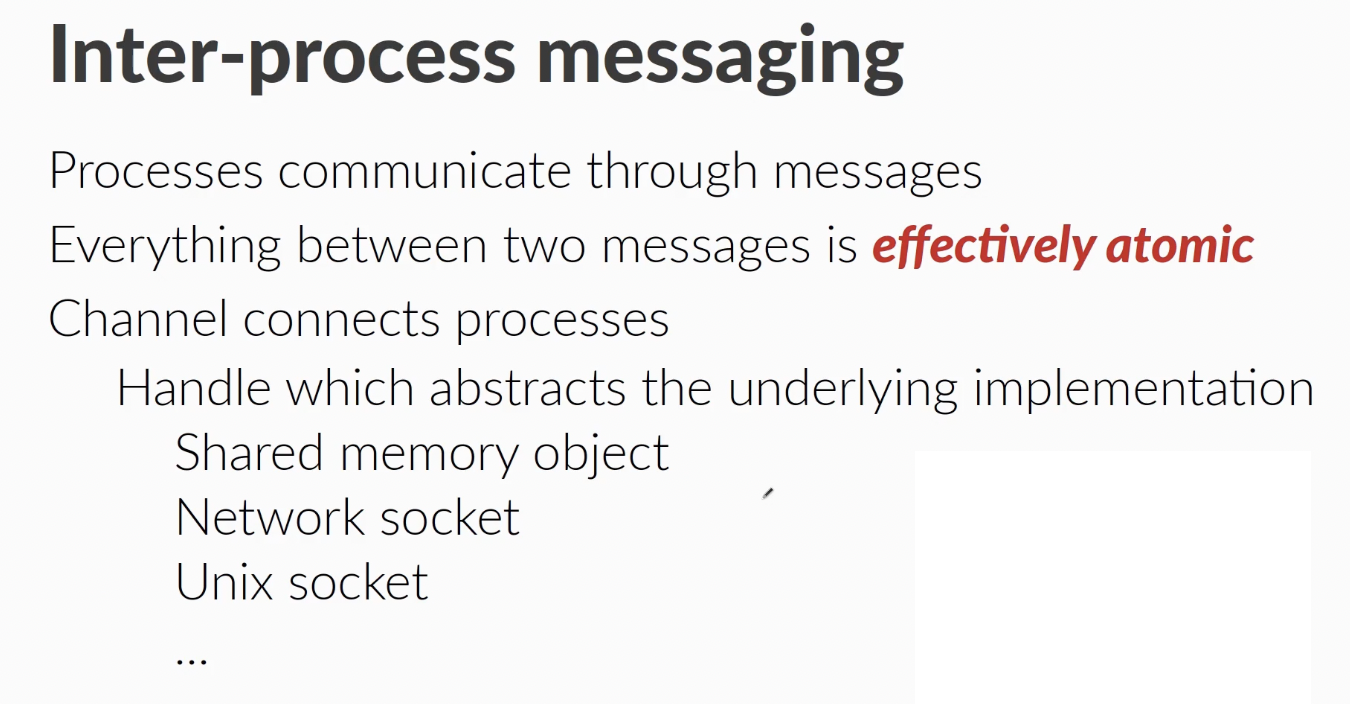 Inter-process messaging
Processes communicate through messages
Everything between two messages is effectively atomic
Channel connects processes
Handle which abstracts the underlying implementation
Shared memory object
Network socket
Unix socket
...